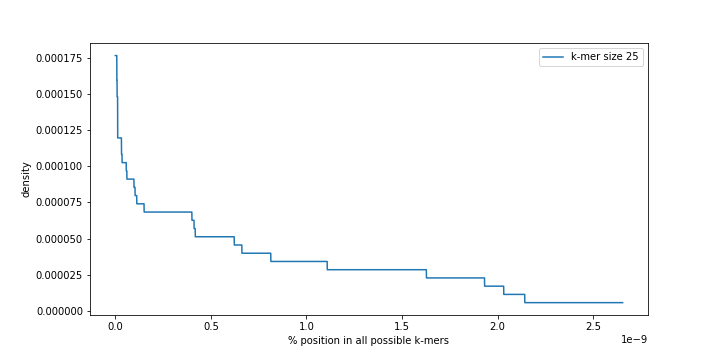 k-mer size 25
0.000175
0.000150
0.000125
0.000100
0.000075
0.000050
0.000025
0.000000
density
0.0 0.5 1.0 1.5 2.0 2.5
1e−9
% position in all possible k-mers